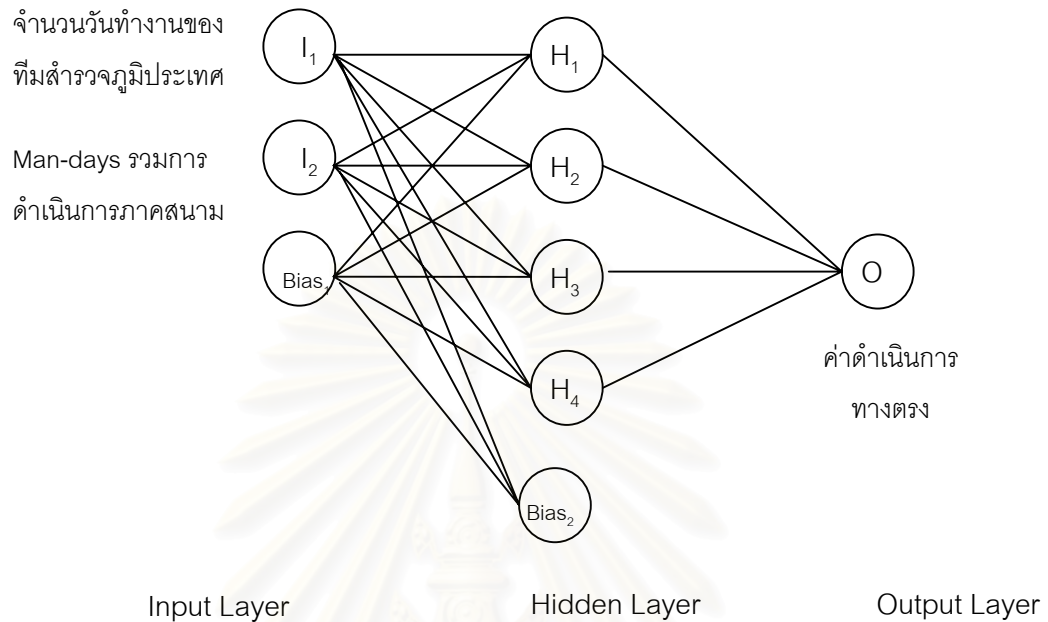 จำนวนวันทำงานของ
ทีมสำรวจภูมิประเทศ
Man-days รวมการ
ดำเนินการภาคสนาม
I₁
I₂
Bias₁
H₁
H₂
H₃
H₄
Bias₂
O
ค่าดำเนินการ
ทางตรง
Input Layer
Hidden Layer
Output Layer